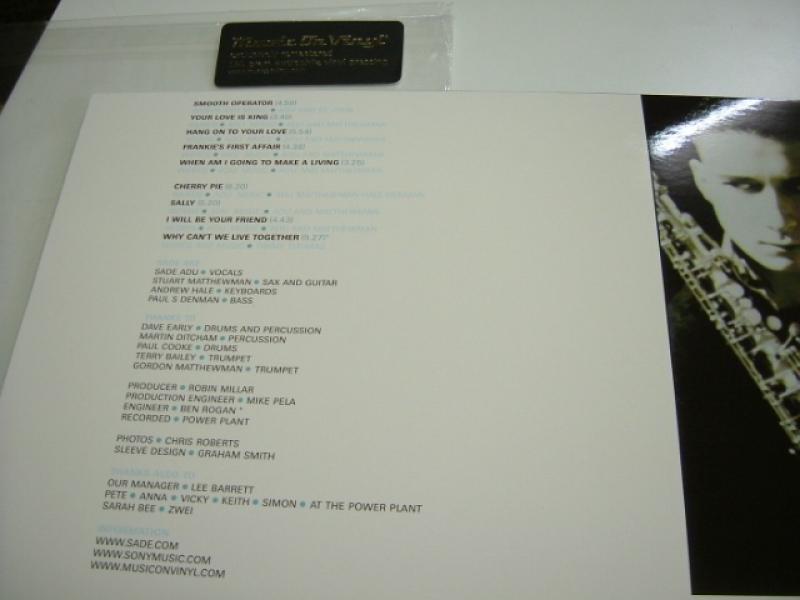 Music On Vinyl
SMOOTH OPERATOR (4.58)
YOUR LOVE IS KING (3.40)
HANG ON TO YOUR LOVE (5.54)
FRANKIE'S FIRST AFFAIR (4.38)
WHEN AM I GOING TO MAKE A LIVING (3.25)
CHERRY PIE (6.20)
SALLY (5.20)
I WILL BE YOUR FRIEND (4.43)
WHY CAN'T WE LIVE TOGETHER (5.27)*
SADE ARE
SADE ADU • VOCALS
STUART MATTHEWMAN • SAX AND GUITAR
ANDREW HALE • KEYBOARDS
PAUL S DENMAN • BASS
THANKS TO
DAVE EARLY • DRUMS AND PERCUSSION
MARTIN DITCHAM • PERCUSSION
PAUL COOKE • DRUMS
TERRY BAILEY • TRUMPET
GORDON MATTHEWMAN • TRUMPET
PRODUCER • ROBIN MILLAR
PRODUCTION ENGINEER • MIKE PELA
ENGINEER • BEN ROGAN *
RECORDED • POWER PLANT
PHOTOS • CHRIS ROBERTS
SLEEVE DESIGN • GRAHAM SMITH
THANKS ALSO TO
OUR MANAGER • LEE BARRETT
PETE • ANNA • VICKY • KEITH • SIMON • AT THE POWER PLANT
SARAH BEE • ZWEI
INFORMATION
WWW.SADE.COM
WWW.SONYMUSIC.COM
WWW.MUSICONVINYL.COM